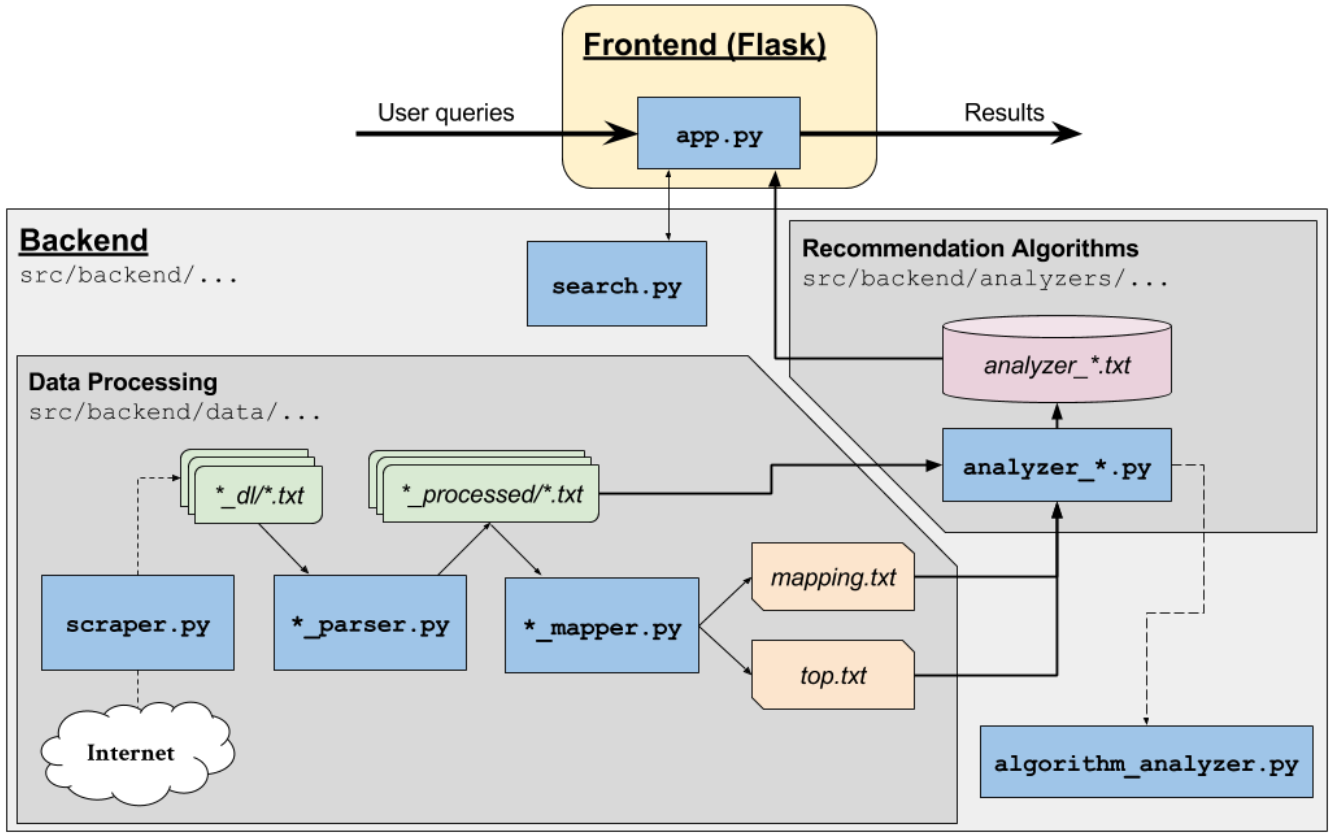 Frontend (Flask)
User queries
app.py
Results
Backend
src/backend/...
search.py
Recommendation Algorithms
src/backend/analyzers/...
analyzer_*.txt
analyzer_*.py
Data Processing
src/backend/data/...
*_dl/*.txt
*_processed/*.txt
mapping.txt
scraper.py
*_parser.py
*_mapper.py
top.txt
Internet
algorithm_analyzer.py